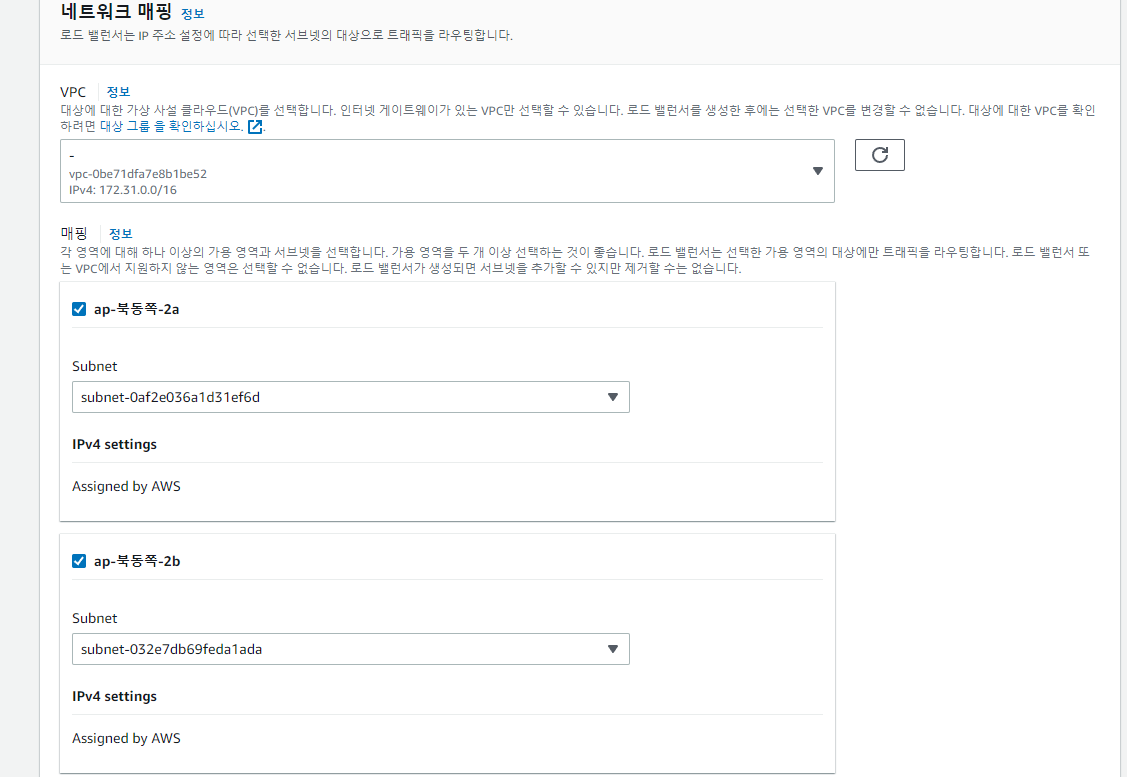 네트워크 매핑 정보
로드 밸런서는 IP 주소 설정에 따라 선택한 서브넷의 대상으로 트래픽을 라우팅합니다.
VPC 정보
대상에 대한 가상 사설 클라우드(VPC)를 선택합니다. 인터넷 게이트웨이가 있는 VPC만 선택할 수 있습니다. 로드 밸런서를 생성한 후에는 선택한 VPC를 변경할 수 없습니다. 대상에 대한 VPC를 확인
하려면 대상 그룹 을 확인하십시오. .
-
vpc-0be71dfa7e8b1be52
IPv4: 172.31.0.0/16
매핑 정보
각 영역에 대해 하나 이상의 가용 영역과 서브넷을 선택합니다. 가용 영역을 두 개 이상 선택하는 것이 좋습니다. 로드 밸런서는 선택한 가용 영역의 대상에만 트래픽을 라우팅합니다. 로드 밸런서 또
는 VPC에서 지원하지 않는 영역은 선택할 수 없습니다. 로드 밸런서가 생성되면 서브넷을 추가할 수 있지만 제거할 수는 없습니다.
ap-북동쪽-2a
Subnet
subnet-0af2e036a1d31ef6d
IPv4 settings
Assigned by AWS
ap-북동쪽-2b
Subnet
subnet-032e7db69feda1ada
IPv4 settings
Assigned by AWS